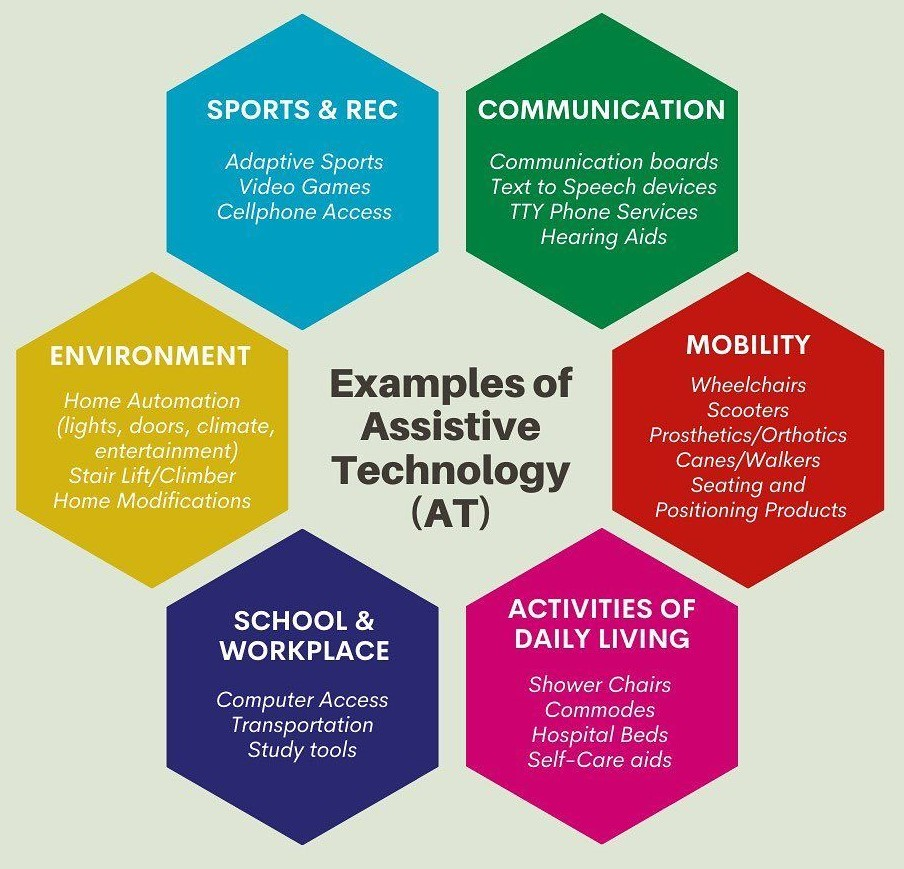 SPORTS & REC
Adaptive Sports
Video Games
Cellphone Access
COMMUNICATION
Communication boards
Text to Speech devices
TTY Phone Services
Hearing Aids
ENVIRONMENT
Home Automation
(lights, doors, climate,
entertainment)
Stair Lift/Climber
Home Modifications
Examples of
Assistive
Technology
(AT)
MOBILITY
Wheelchairs
Scooters
Prosthetics/Orthotics
Canes/Walkers
Seating and
Positioning Products
SCHOOL &
WORKPLACE
Computer Access
Transportation
Study tools
ACTIVITIES OF
DAILY LIVING
Shower Chairs
Commodes
Hospital Beds
Self-Care aids